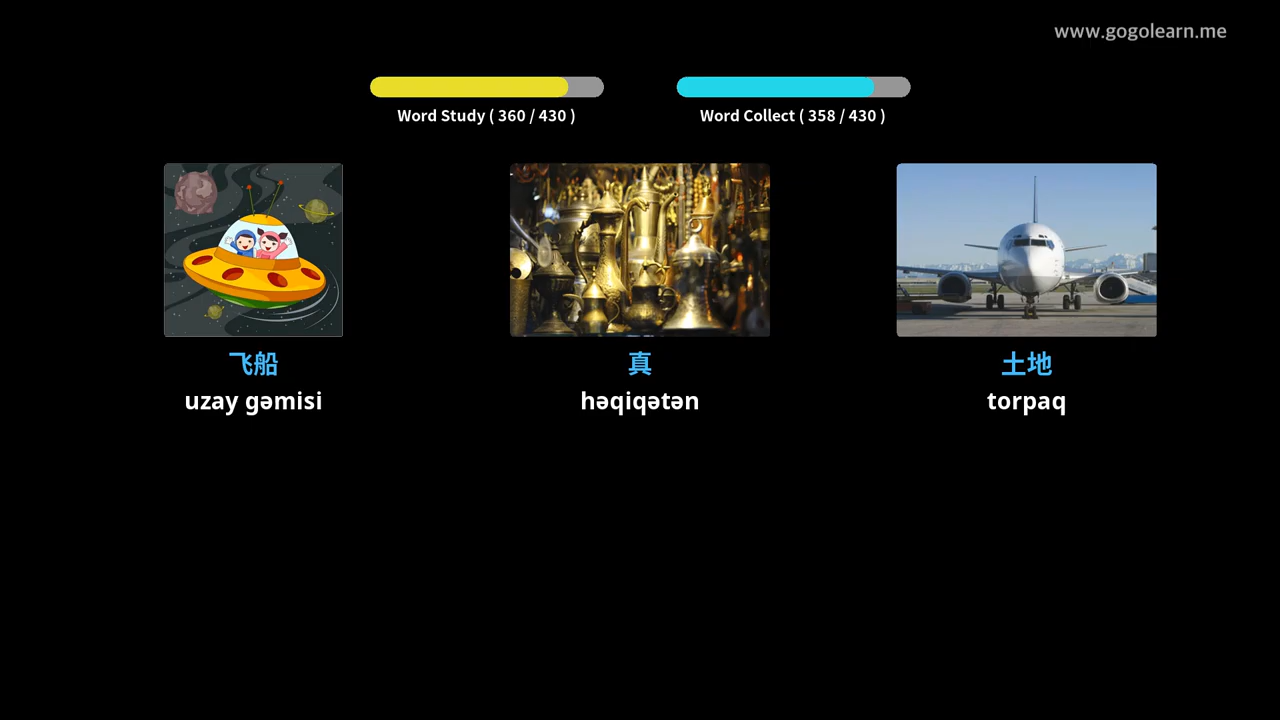 www.gogolearn.me
Word Study ( 360 / 430 )
Word Collect ( 358 / 430 )
飞船
uzay gəmisi
真
həqiqətən
土地
torpaq